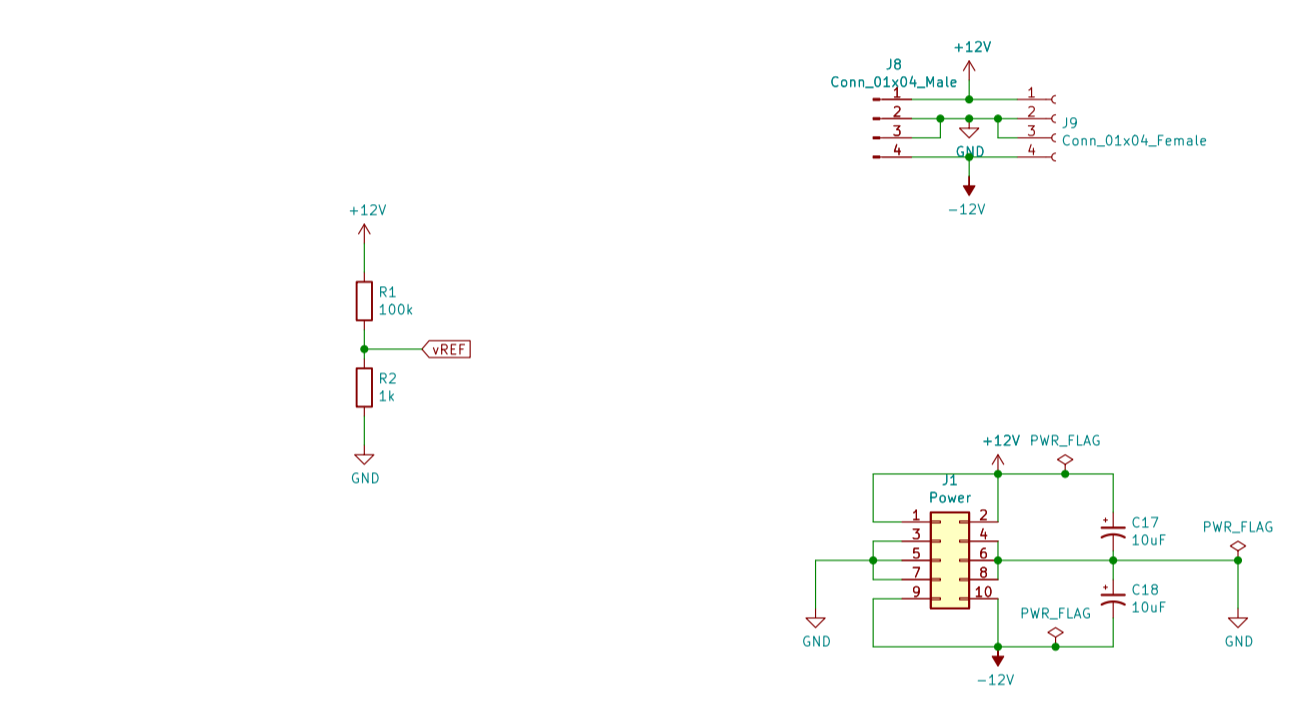 +12V
J8
Conn_01x04_Male
1 1
2 2
J9
3 3
Conn_01x04_Female
GND
4 4
-12V
+12V
R1
100k
vREF
R2
1k
GND
+12V PWR_FLAG
J1
Power
1 2
3 4
5 6
7 8
9 10
+
C17
10uF
PWR_FLAG
+
C18
10uF
PWR_FLAG
GND
GND
-12V